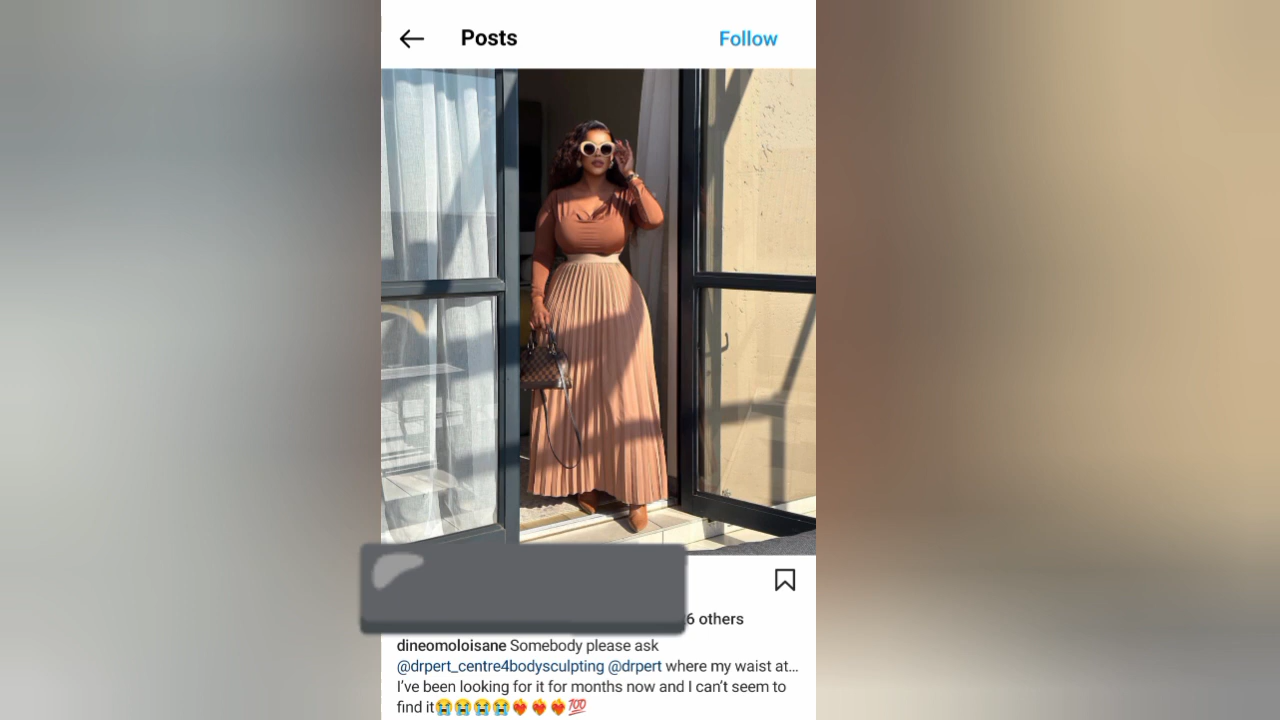 Posts Follow
6 others
dineomoloisane Somebody please ask
@drpert_centre4bodysculpting @drpert where my waist at...
I've been looking for it for months now and I can't seem to
find it😭😭😭😭❤️‍🔥❤️‍🔥❤️‍🔥💯